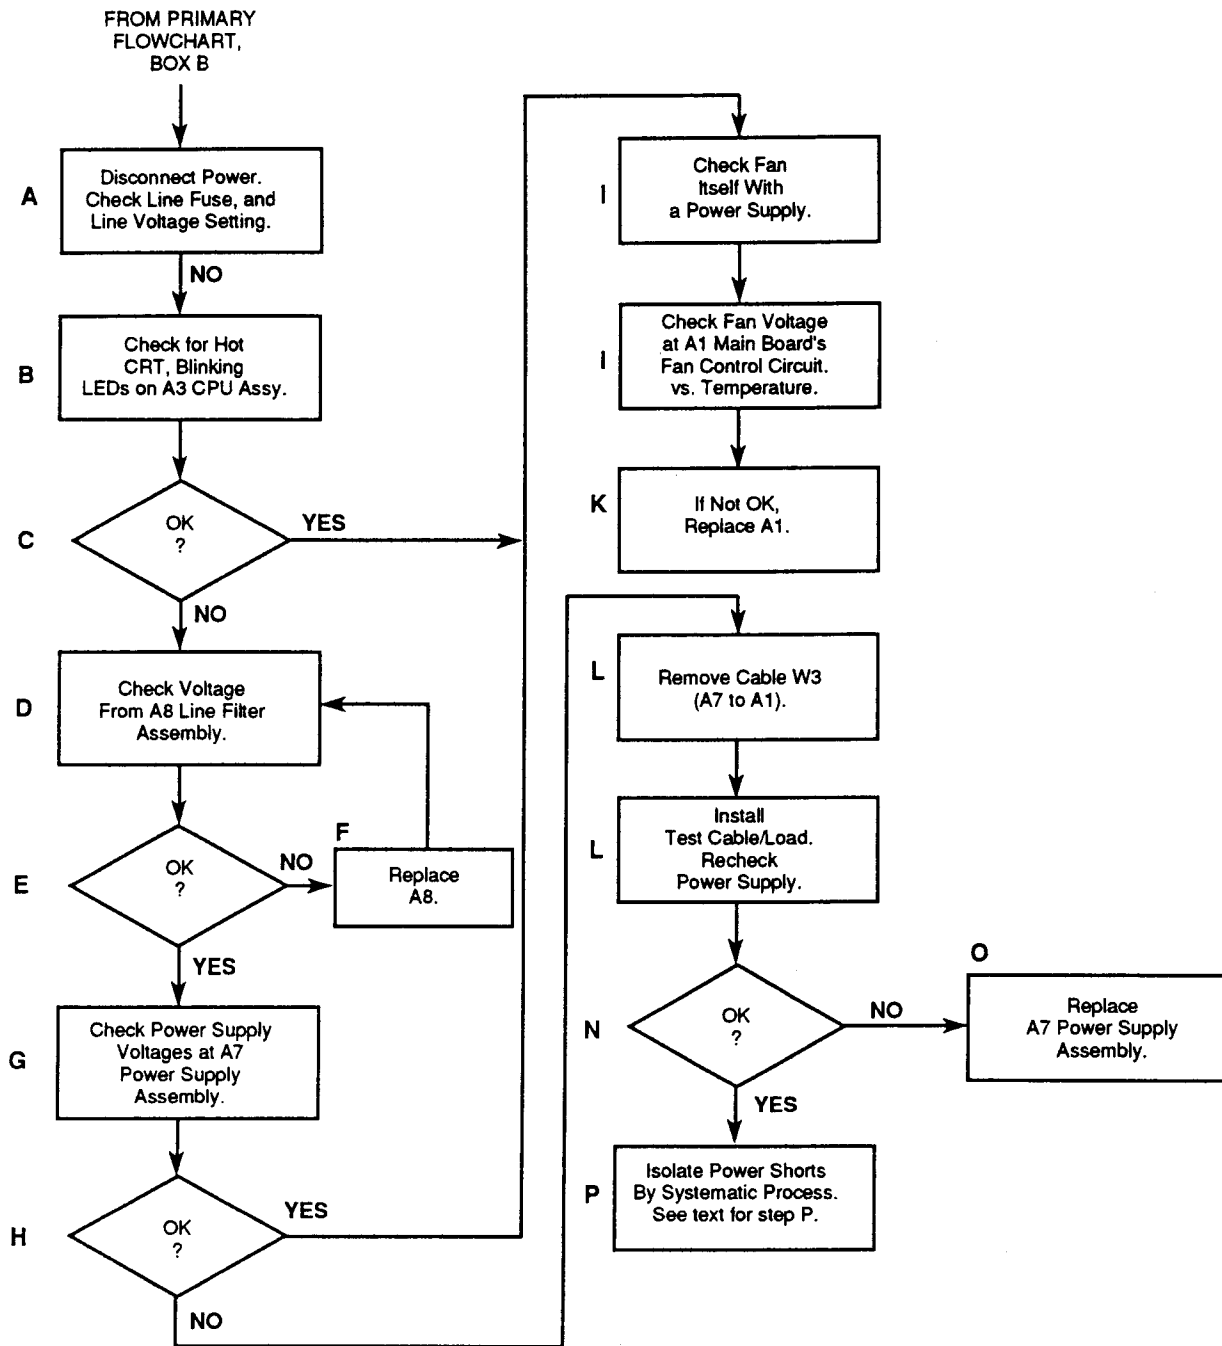 FROM PRIMARY
FLOWCHART,
BOX B
A
Disconnect Power.
Check Line Fuse, and
Line Voltage Setting.
NO
B
Check for Hot
CRT, Blinking
LEDs on A3 CPU Assy.
C
OK
?
YES
NO
D
Check Voltage
From A8 Line Filter
Assembly.
E
OK
?
NO
F
Replace
A8.
YES
G
Check Power Supply
Voltages at A7
Power Supply
Assembly.
H
OK
?
YES
NO
I
Check Fan
Itself With
a Power Supply.
I
Check Fan Voltage
at A1 Main Board's
Fan Control Circuit.
vs. Temperature.
K
If Not OK,
Replace A1.
L
Remove Cable W3
(A7 to A1).
L
Install
Test Cable/Load.
Recheck
Power Supply.
N
OK
?
NO
O
Replace
A7 Power Supply
Assembly.
YES
P
Isolate Power Shorts
By Systematic Process.
See text for step P.